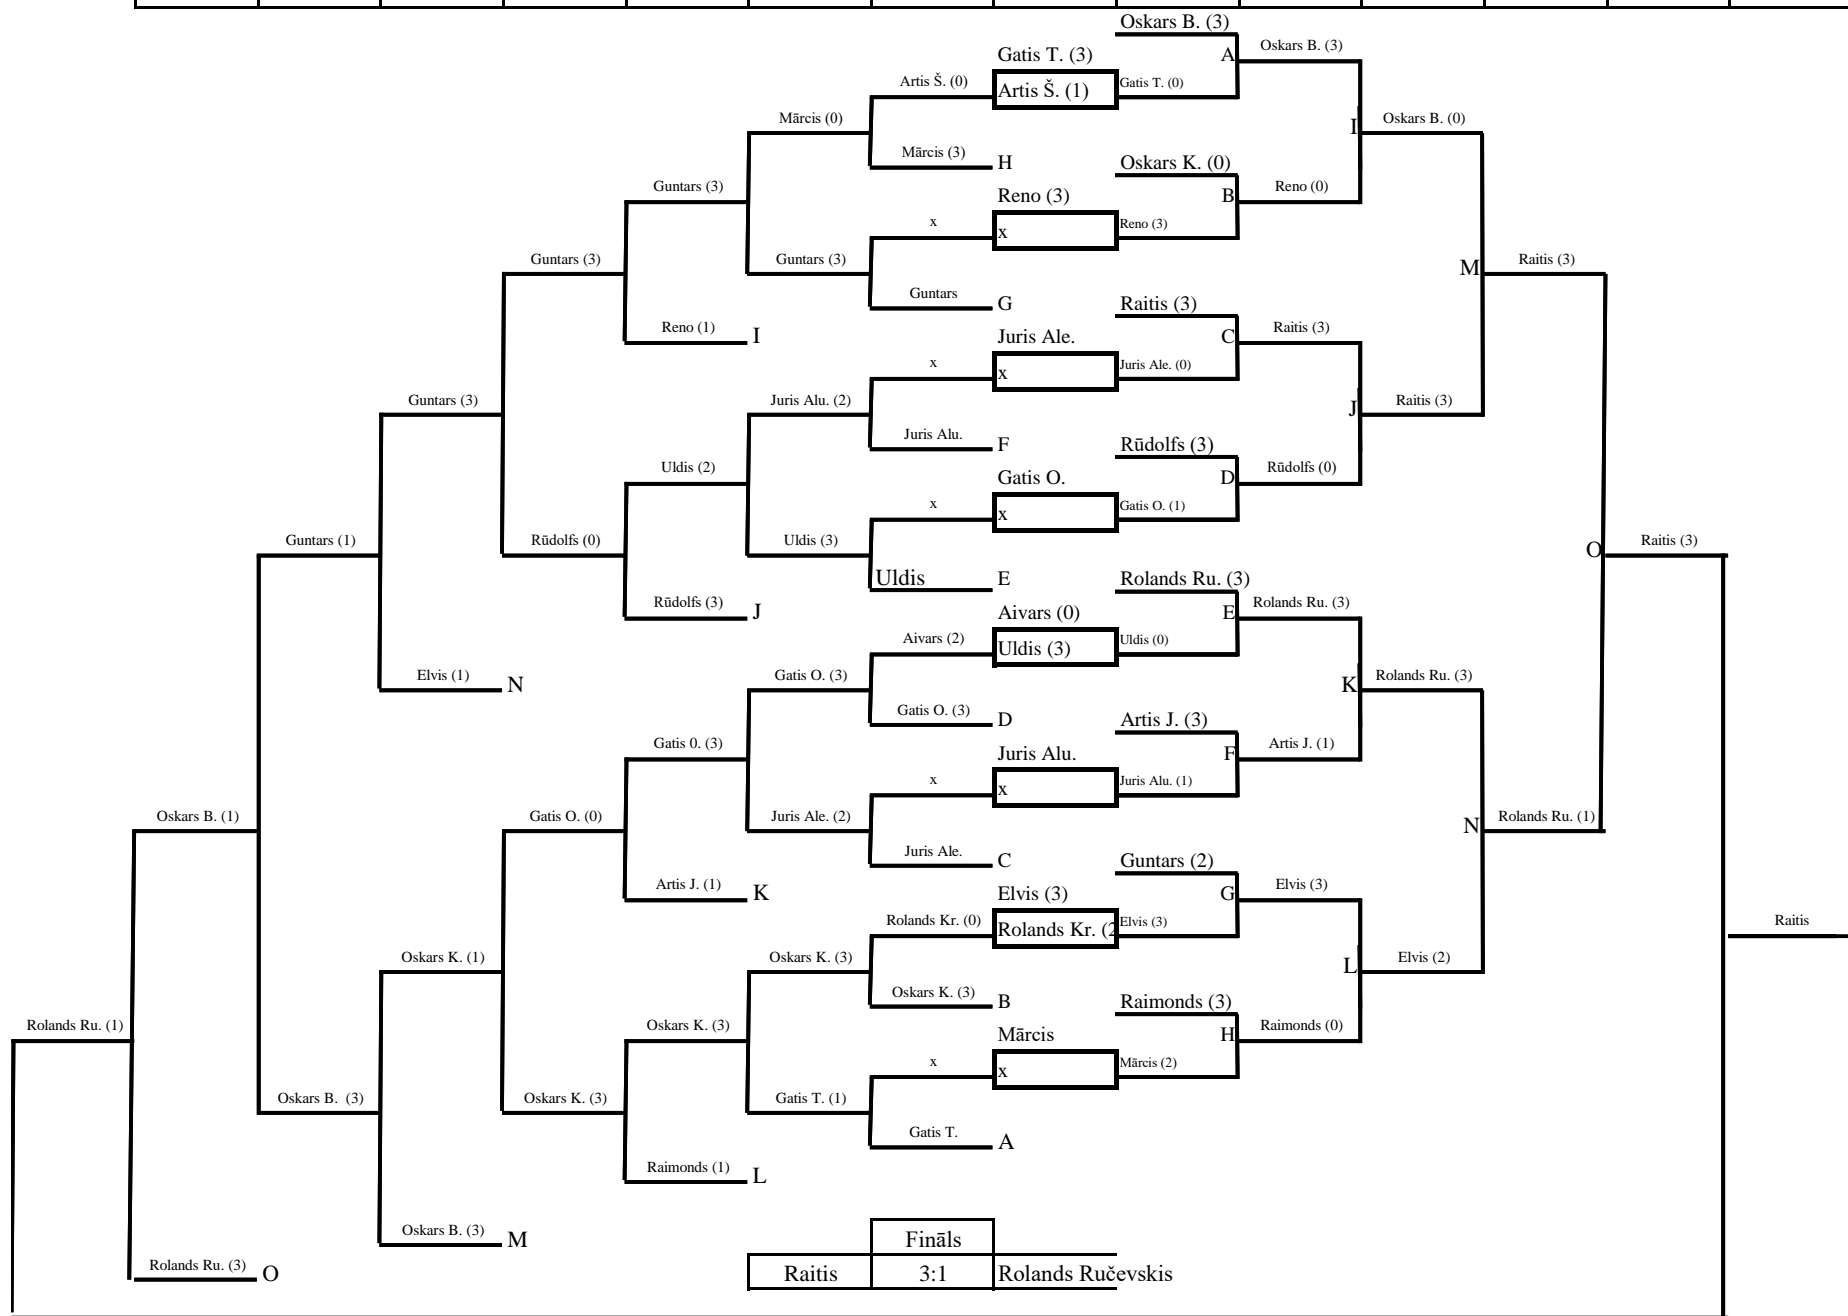 Oskars B. (3)
Gatis T. (3)
A
Oskars B. (3)
Artis Š. (0)
Artis Š. (1)
Gatis T. (0)
Mārcis (0)
I
Oskars B. (0)
Mārcis (3)
H
Oskars K. (0)
Guntars (3)
Reno (3)
B
Reno (0)
x
x
Reno (3)
Guntars (3)
Guntars (3)
M
Raitis (3)
Guntars
G
Raitis (3)
Reno (1)
I
Juris Ale.
C
Raitis (3)
x
x
Juris Ale. (0)
Guntars (3)
Juris Alu. (2)
J
Raitis (3)
Juris Alu.
F
Rūdolfs (3)
Uldis (2)
Gatis O.
D
Rūdolfs (0)
x
x
Gatis O. (1)
Guntars (1)
Rūdolfs (0)
Uldis (3)
O
Raitis (3)
Uldis
E
Rolands Ru. (3)
Rūdolfs (3)
J
Aivars (0)
E
Rolands Ru. (3)
Aivars (2)
Uldis (3)
Uldis (0)
Elvis (1)
N
Gatis O. (3)
K
Rolands Ru. (3)
Gatis O. (3)
D
Artis J. (3)
Gatis 0. (3)
Juris Alu.
F
Artis J. (1)
x
x
Juris Alu. (1)
Oskars B. (1)
Gatis O. (0)
Juris Ale. (2)
N
Rolands Ru. (1)
Juris Ale.
C
Guntars (2)
Artis J. (1)
K
Elvis (3)
G
Elvis (3)
Rolands Kr. (0)
Rolands Kr. (2
Elvis (3)
Raitis
Oskars K. (1)
Oskars K. (3)
L
Elvis (2)
Oskars K. (3)
B
Raimonds (3)
Rolands Ru. (1)
Oskars K. (3)
Mārcis
H
Raimonds (0)
x
x
Mārcis (2)
Oskars B. (3)
Oskars K. (3)
Gatis T. (1)
Gatis T.
A
Raimonds (1)
L
Oskars B. (3)
M
Fināls
Rolands Ru. (3)
O
Raitis
3:1
Rolands Ručevskis